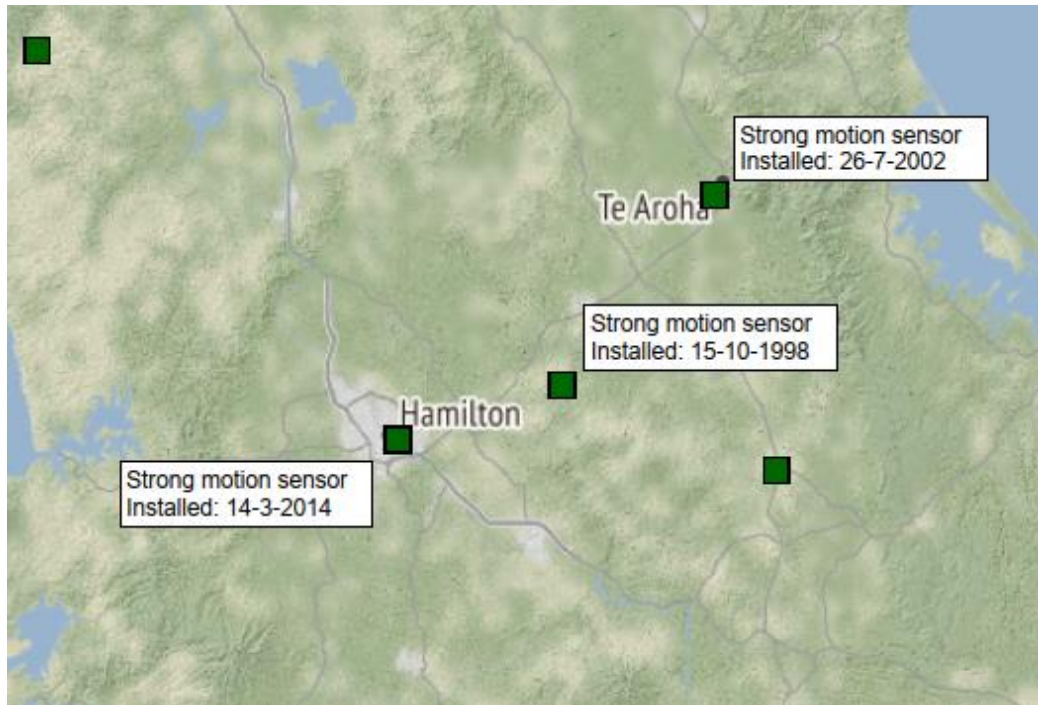 Strong motion sensor
Installed: 26-7-2002
Te Aroha
Strong motion sensor
Installed: 15-10-1998
Hamilton
Strong motion sensor
Installed: 14-3-2014